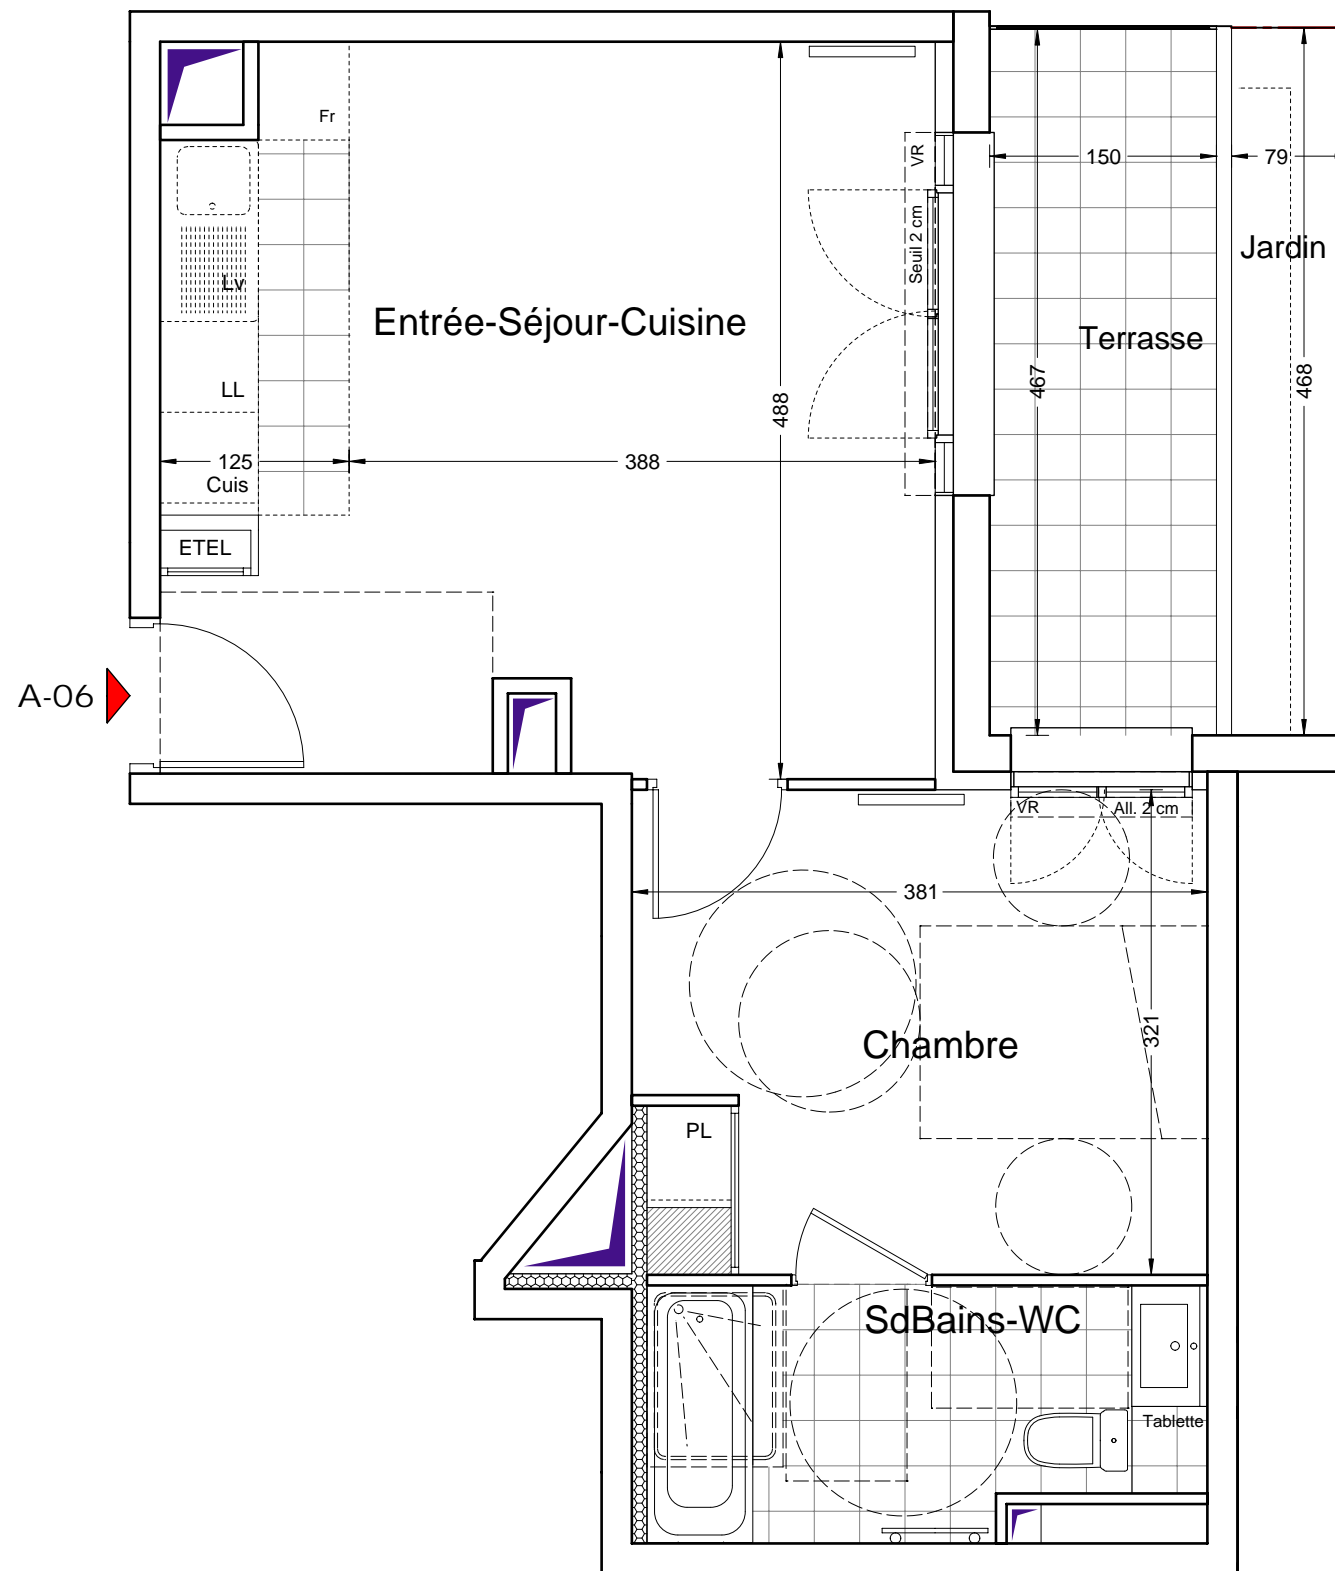 Fr
VR
150
79
Seuil 2 cm
Jardin
Lv
Entrée-Séjour-Cuisine
Terrasse
467
468
LL
488
125
388
Cuis
ETEL
A-06
VR
All. 2 cm
381
321
Chambre
PL
SdBains-WC
Tablette